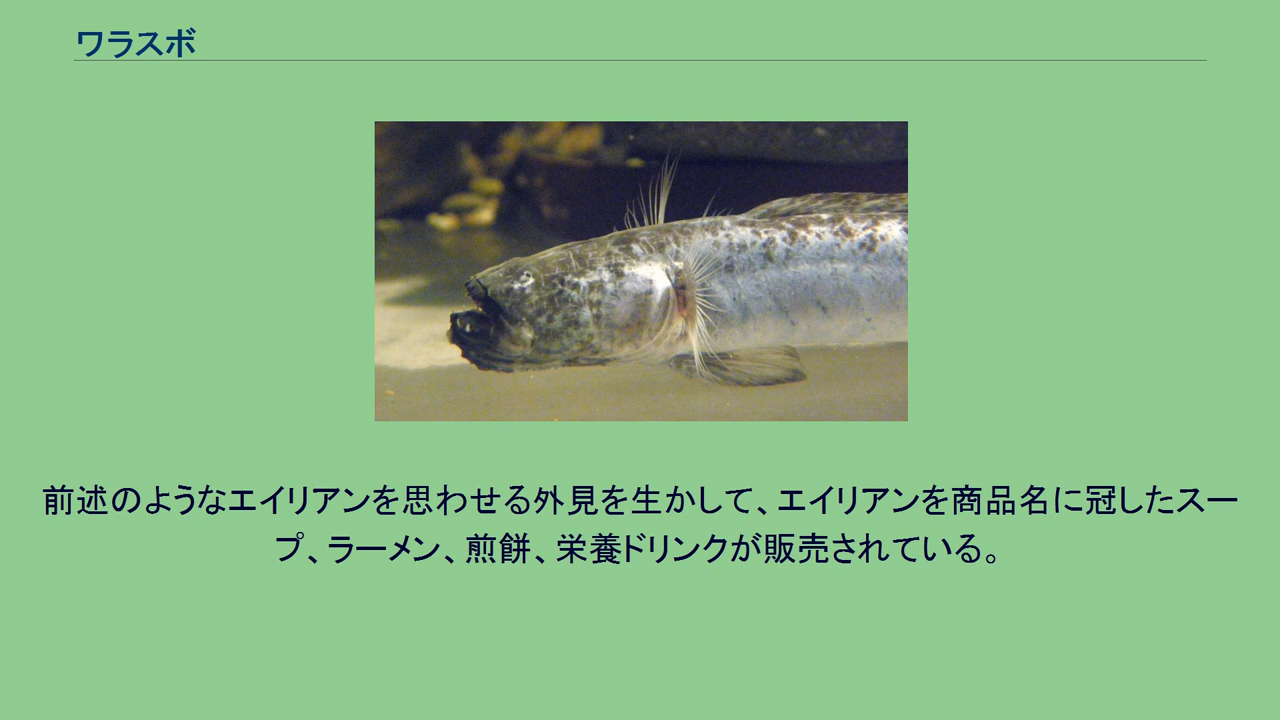 ワラスボ
前述のようなエイリアンを思わせる外見を生かして、エイリアンを商品名に冠したスー
プ、ラーメン、煎餅、栄養ドリンクが販売されている。